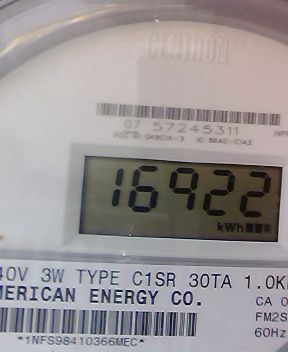 CENTRON
07 57245311
16922
kWh
40V 3W TYPE C1SR 30TA 1.0K
MERICAN ENERGY CO.
CA 0
FM2S
60Hz
*1NFS98410366MEC*